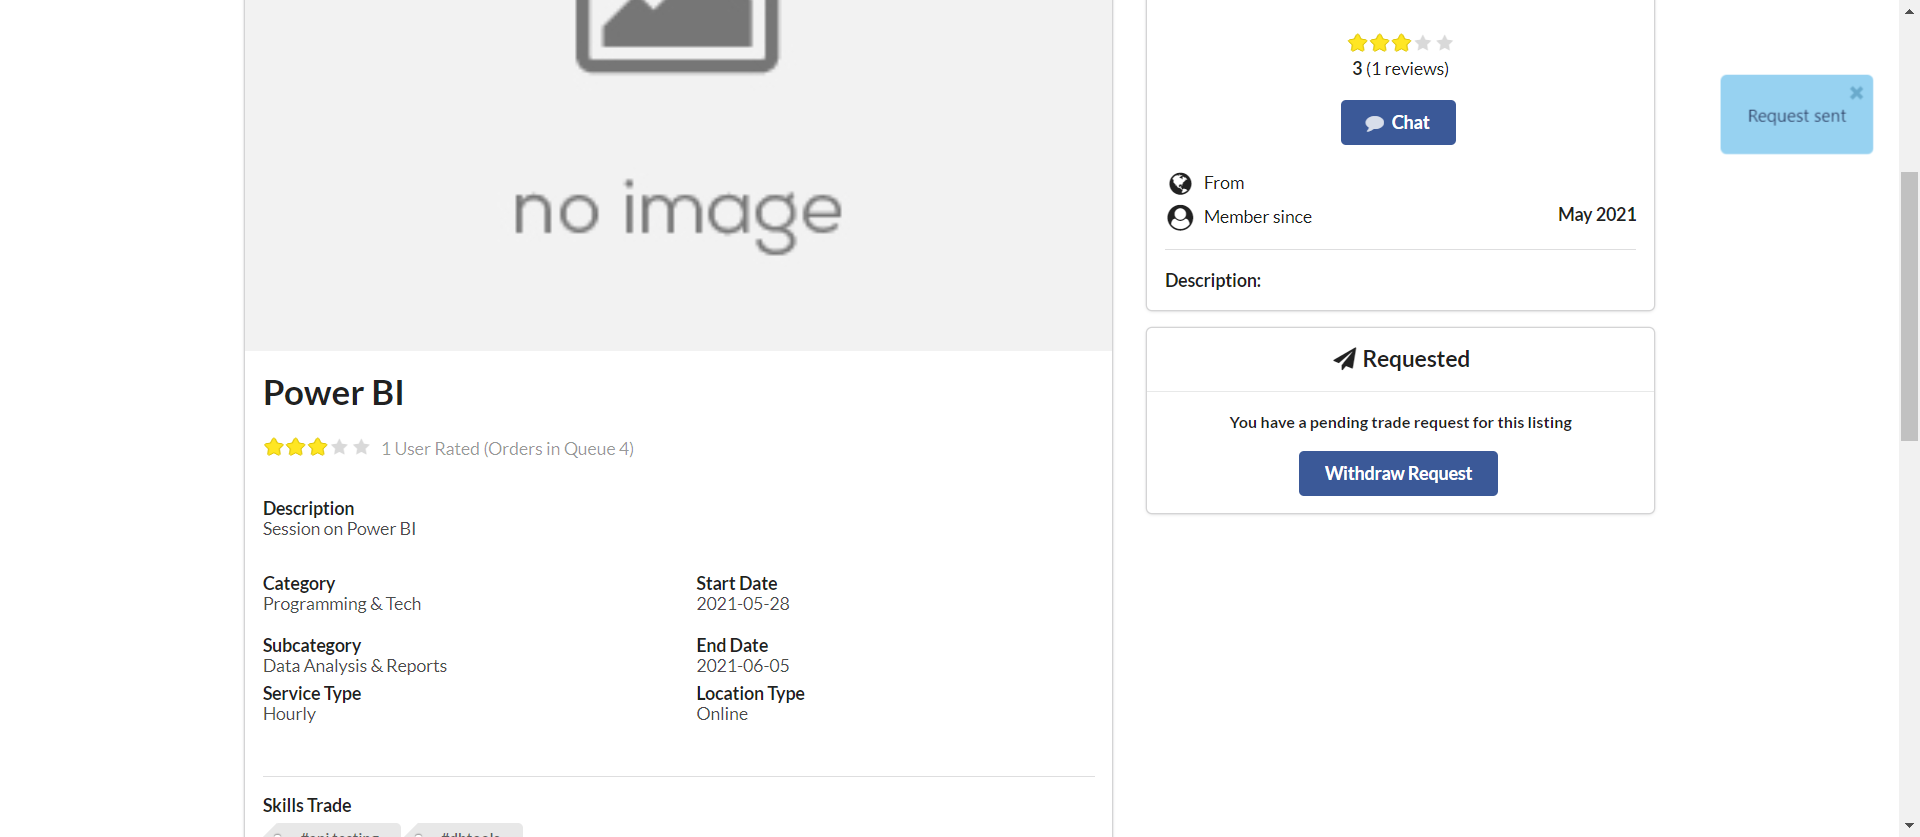 no image
Power BI
1 User Rated (Orders in Queue 4)
Description
Session on Power BI
Category
Programming & Tech
Start Date
2021-05-28
Subcategory
Data Analysis & Reports
End Date
2021-06-05
Service Type
Hourly
Location Type
Online
Skills Trade
3 (1 reviews)
Chat
From
Member since
May 2021
Description:
Requested
You have a pending trade request for this listing
Withdraw Request
Request sent